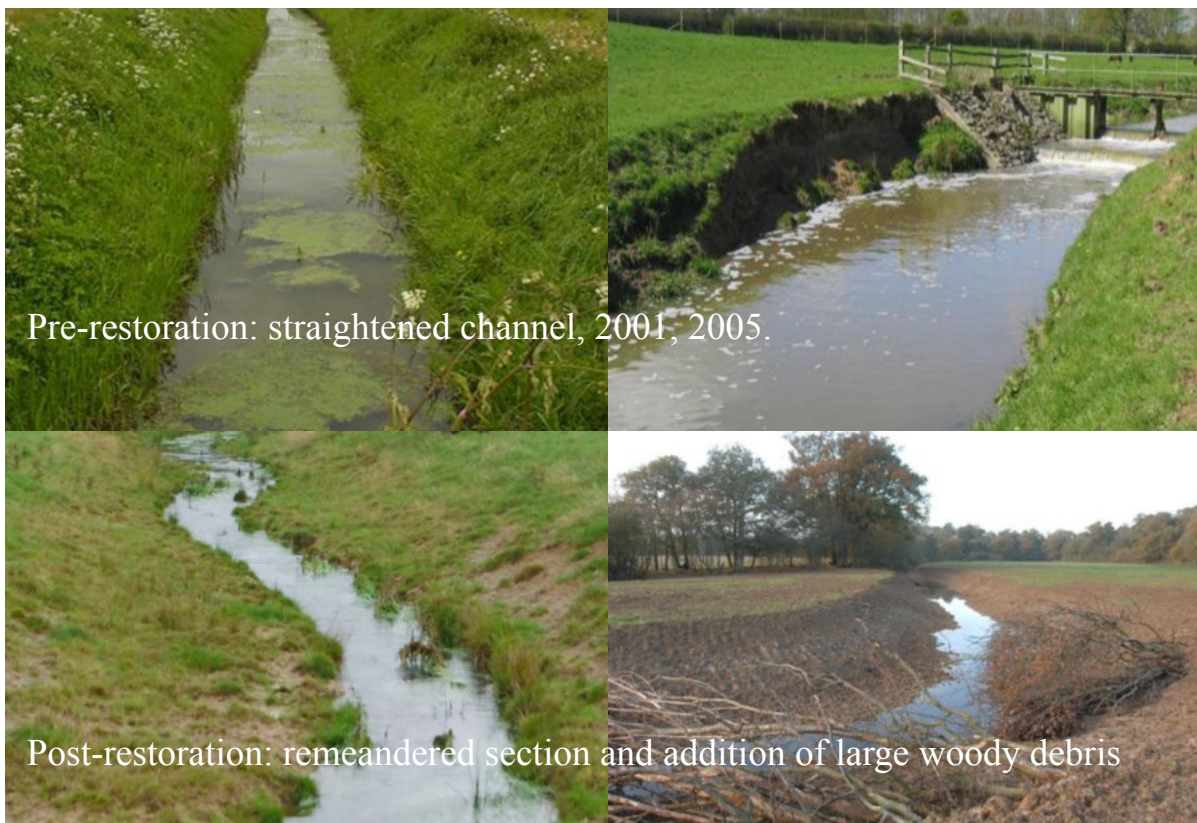 Pre-restoration: straightened channel, 2001, 2005.
Post-restoration: remeandered section and addition of large woody debris